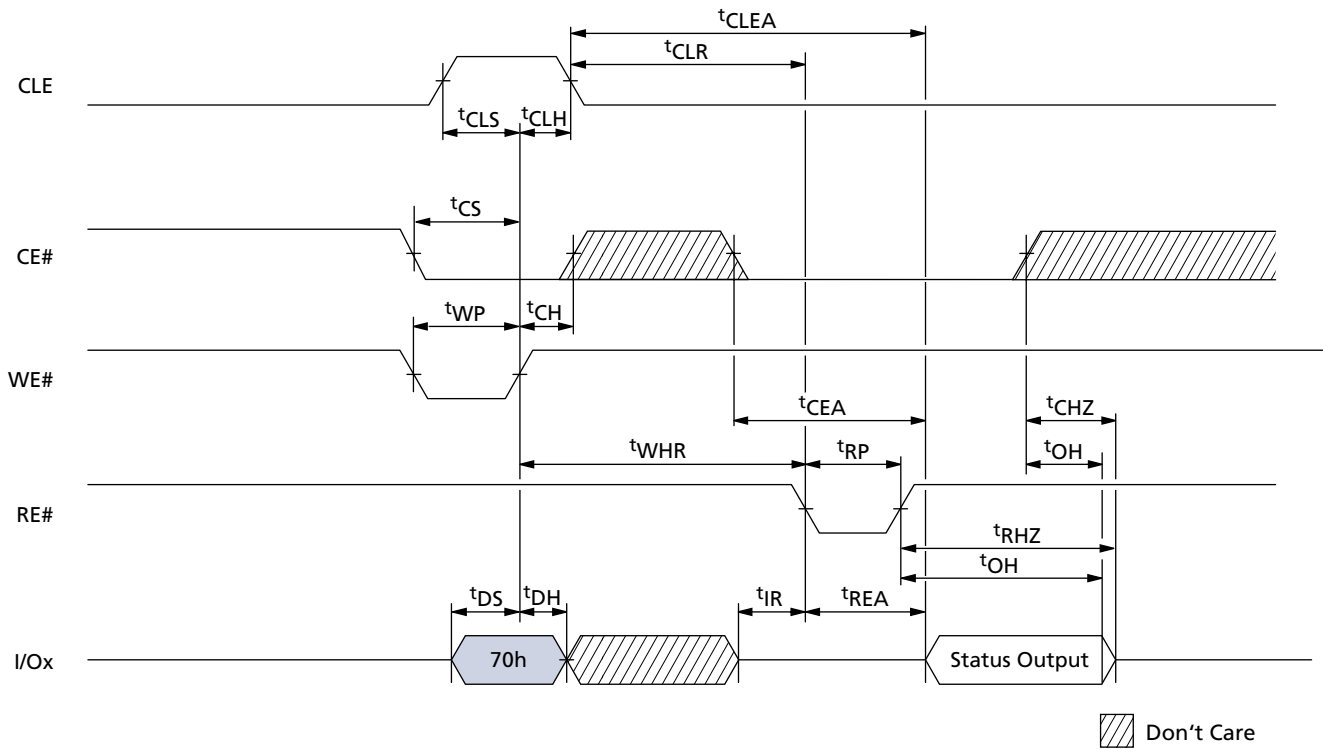 tCLEA
tCLR
CLE
tCLS
tCLH
tCS
CE#
tWP
tCH
WE#
tCEA
tCHZ
tWHR
tRP
tOH
RE#
tRHZ
tOH
tDS
tDH
tIR
tREA
I/Ox
70h
Status Output
Don't Care